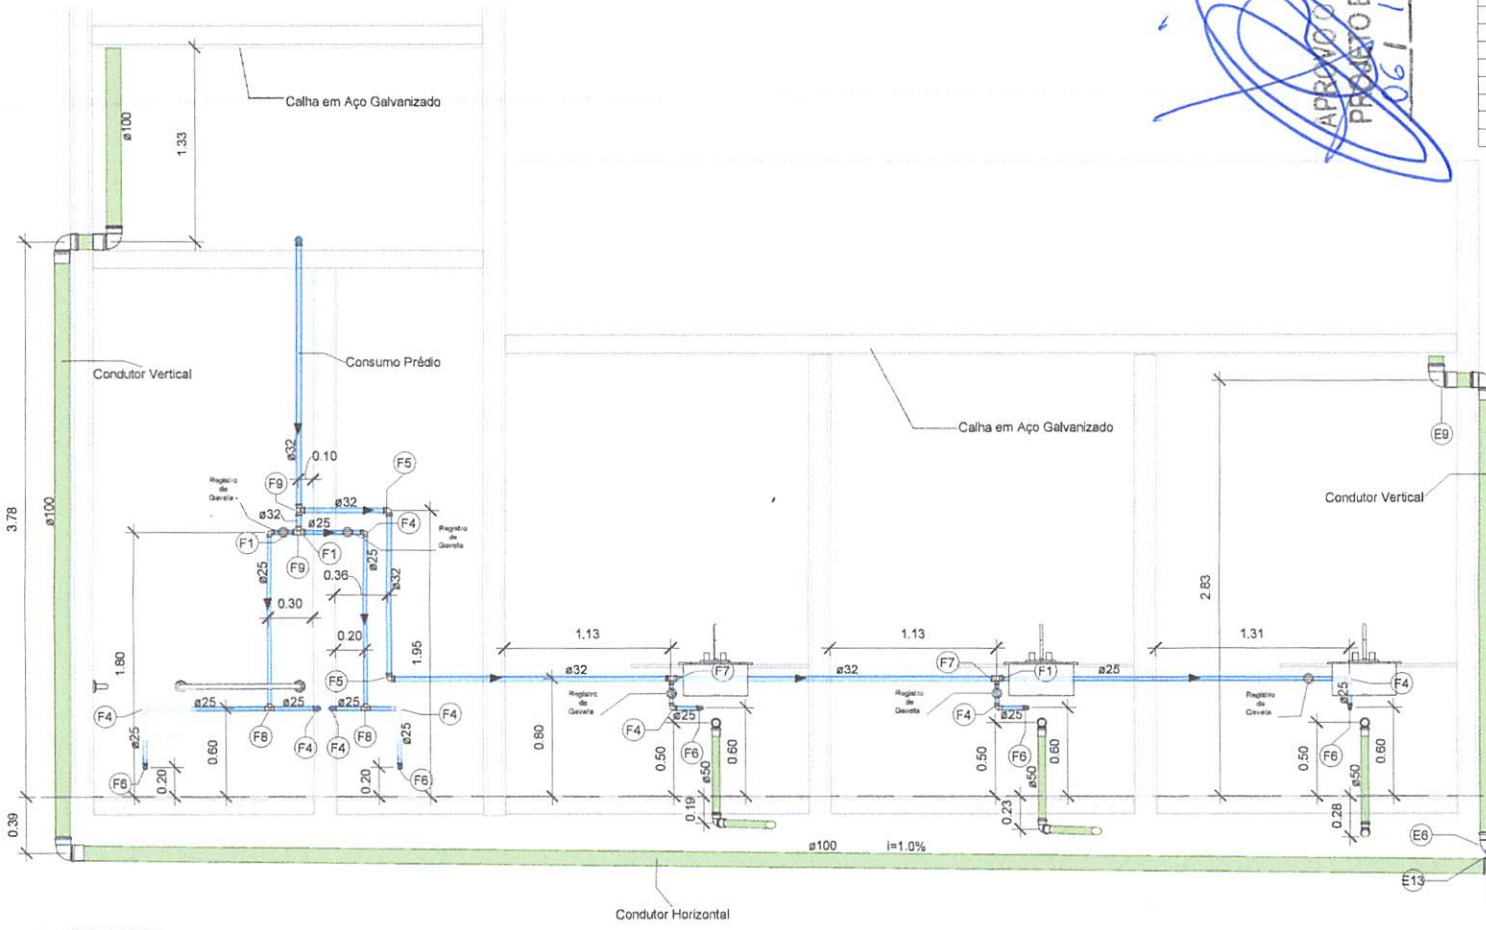 APROVO O
PROJETO E
06 / 1
Calha em Aço Galvanizado
ø100
1.33
Condutor Vertical
Consumo Prédio
3.78
ø100
ø32
0.10
F9
F5
Registro
de
Gaveta
ø32
ø32
ø25
F4
Registro
de
Gaveta
F1
F1
F9
ø25
ø25
ø32
0.36
0.30
0.20
1.80
1.95
F5
F4
ø25
ø25
ø25
F4
ø25
F8
F4
F4
F8
ø25
0.60
F6
0.20
0.20
F6
0.39
Calha em Aço Galvanizado
E9
Condutor Vertical
2.83
1.13
ø32
F7
Registro
de
Gaveta
F4
ø25
F6
0.80
0.50
0.60
ø50
0.19
1.13
ø32
F7
F1
Registro
de
Gaveta
F4
ø25
F6
0.50
0.60
ø50
0.23
1.31
ø25
Registro
de
Gaveta
ø25
F4
F6
0.50
0.60
ø50
0.28
ø100
i=1.0%
E6
E13
Condutor Horizontal